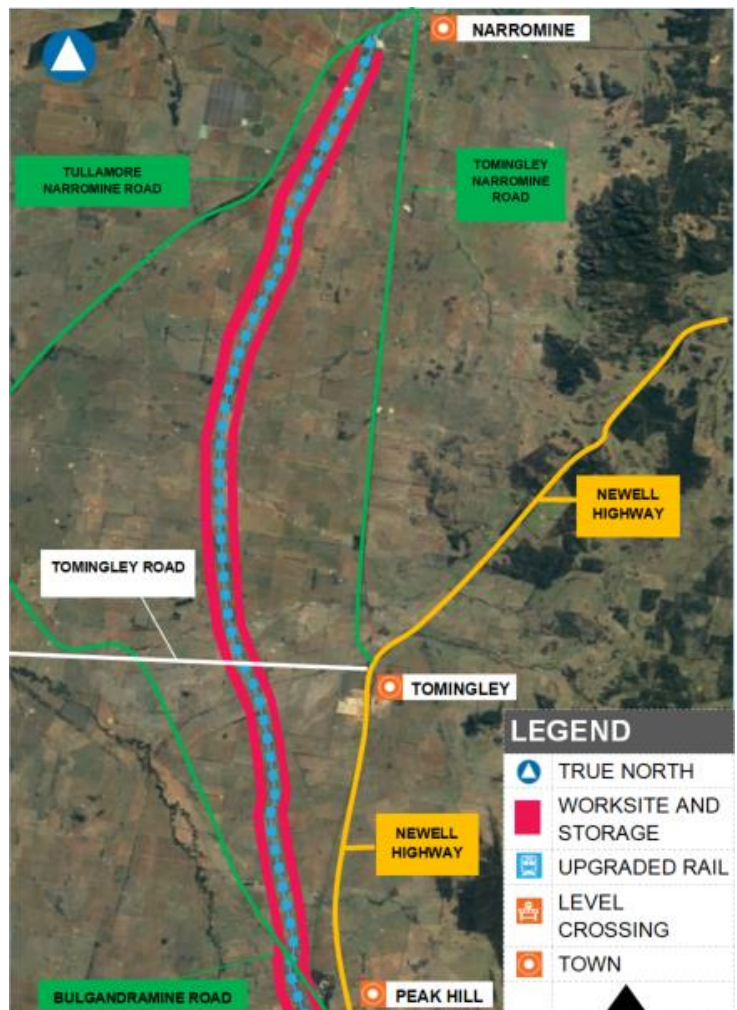 NARROMINE
TULLAMORE
NARROMINE ROAD
TOMINGLEY
NARROMINE
ROAD
NEWELL
HIGHWAY
TOMINGLEY ROAD
TOMINGLEY
NEWELL
HIGHWAY
BULGANDRAMINE ROAD
PEAK HILL
LEGEND
TRUE NORTH
WORKSITE AND
STORAGE
UPGRADED RAIL
LEVEL
CROSSING
TOWN